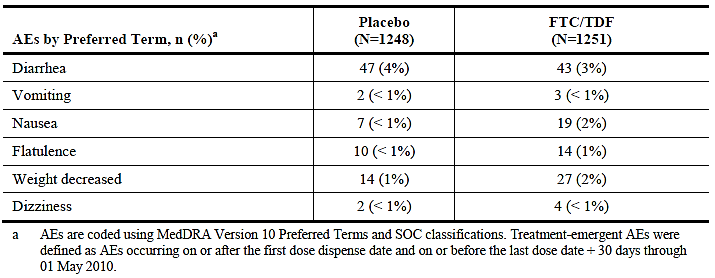 Placebo FTC/TDF
AEs by Preferred Term, n (%)a (N=1248) (N=1251)
Diarrhea 47 (4%) 43 (3%)
Vomiting 2 (< 1%) 3 (< 1%)
Nausea 7 (< 1%) 19 (2%)
Flatulence 10 (< 1%) 14 (1%)
Weight decreased 14 (1%) 27 (2%)
Dizziness 2 (< 1%) 4 (< 1%)
a AEs are coded using MedDRA Version 10 Preferred Terms and SOC classifications. Treatment-emergent AEs were
defined as AEs occurring on or after the first dose dispense date and on or before the last dose date + 30 days through
01 May 2010.